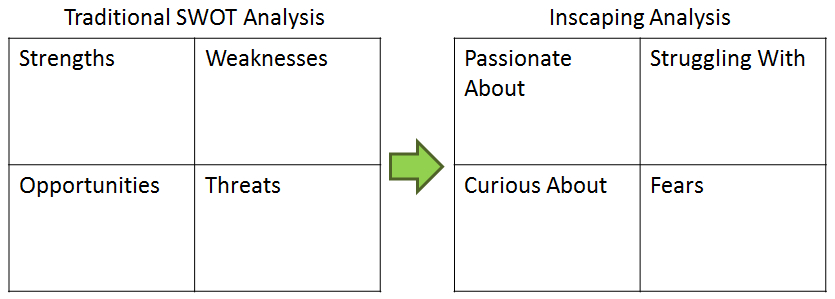 Traditional SWOT Analysis
Strengths
Weaknesses
Opportunities
Threats
Inscaping Analysis
Passionate
About
Struggling With
Curious About
Fears